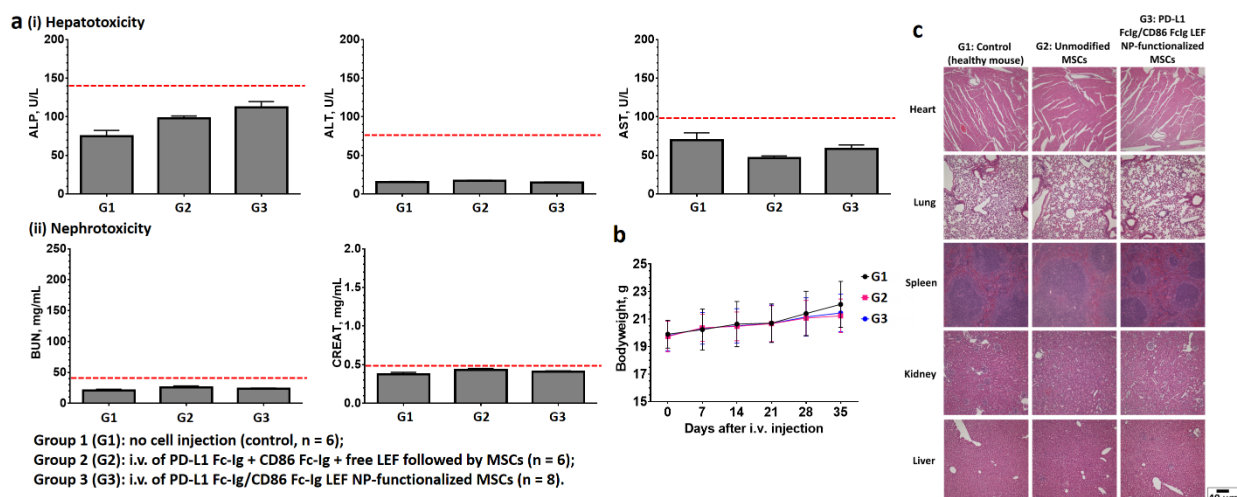 a (i) Hepatotoxicity
ALP, U/L
200
150
100
50
0
G1 G2 G3
ALT, U/L
200
150
100
50
0
G1 G2 G3
AST, U/L
200
150
100
50
0
G1 G2 G3
(ii) Nephrotoxicity
BUN, mg/mL
250
200
150
100
50
0
G1 G2 G3
CREAT, mg/mL
2.0
1.5
1.0
0.5
0.0
G1 G2 G3
b
Bodyweight, g
25
23
21
19
17
15
0 7 14 21 28 35
Days after i.v. injection
G1
G2
G3
Group 1 (G1): no cell injection (control, n = 6);
Group 2 (G2): i.v. of PD-L1 Fc-Ig + CD86 Fc-Ig + free LEF followed by MSCs (n = 6);
Group 3 (G3): i.v. of PD-L1 Fc-Ig/CD86 Fc-Ig LEF NP-functionalized MSCs (n = 8).
c
G1: Control
(healthy mouse)
G2: Unmodified
MSCs
G3: PD-L1
FcIg/CD86 FcIg LEF
NP-functionalized
MSCs
Heart
Lung
Spleen
Kidney
Liver